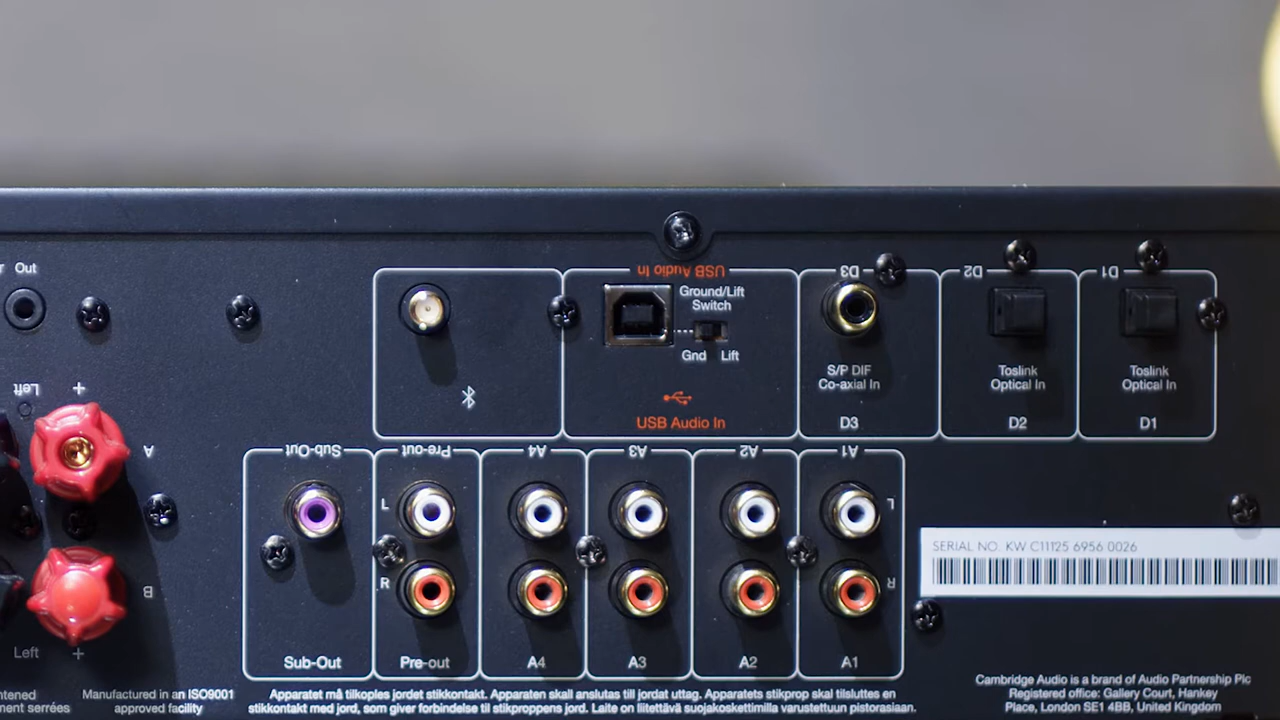 Out
USB Audio In
D3
D2
D1
Ground/Lift
Switch
Gnd Lift
S/P DIF
Co-axial In
Toslink
Optical In
Toslink
Optical In
USB Audio In
D3
D2
D1
Left +
A
Sub-Out
Pre-out
A4
A3
A2
A1
L
L
SERIAL NO. KW C11125 6956 0026
R
R
B
Left +
Sub-Out
Pre-out
A4
A3
A2
A1
Manufactured in an ISO9001
approved facility
Apparatet må tilkoples jordet stikkontakt. Apparaten skall anslutas till jordat uttag. Apparatets stikprop skal tilsluttes en
stikkontakt med jord, som giver forbindelse til stikproppens jord. Laite on liitettävä suojakoskettimilla varustettuun pistorasiaan.
Cambridge Audio is a brand of Audio Partnership Plc
Registered office: Gallery Court, Hankey
Place, London SE1 4BB, United Kingdom
serrées